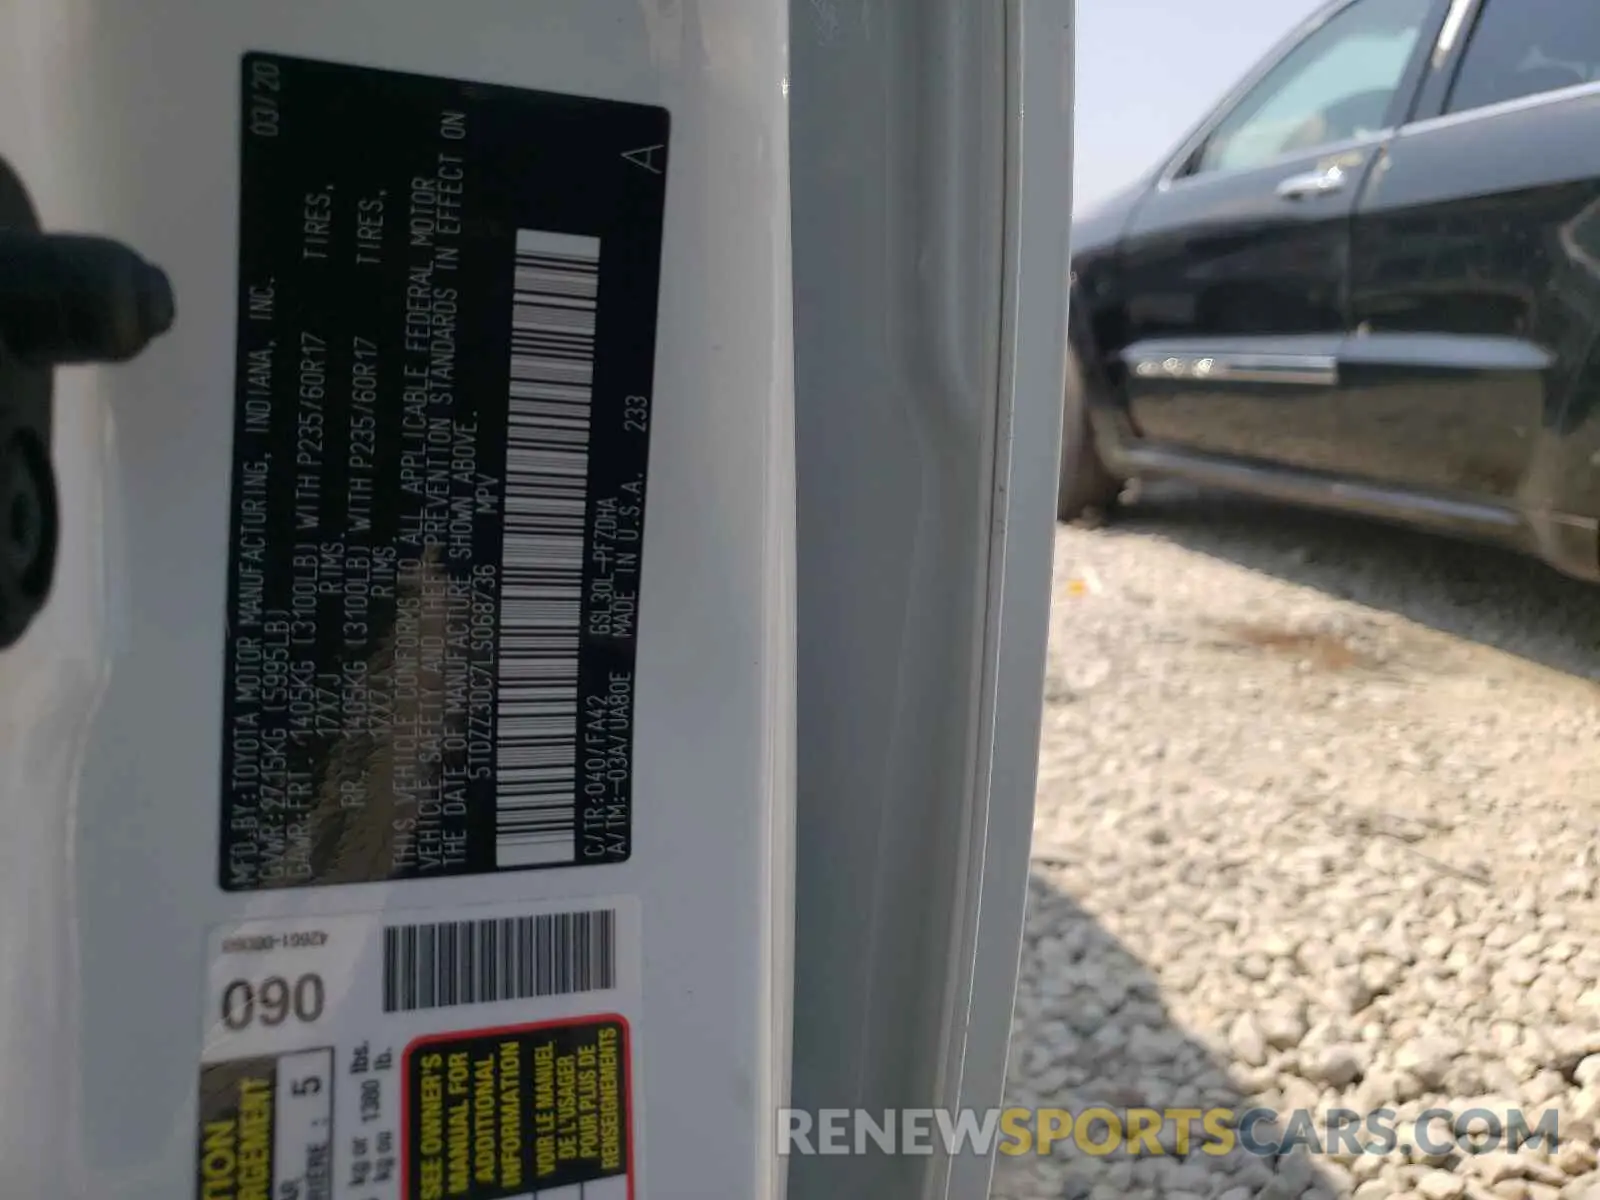 MFD.BY:TOYOTA MOTOR MANUFACTURING, INDIANA, INC. 03/20
GVWR:2715KG (5995LB)
GAWR:FRT. 1405KG (3100LB) WITH P235/60R17 TIRES,
17X7J RIMS.
RR. 1405KG (3100LB) WITH P235/60R17 TIRES,
17X7J RIMS.
THIS VEHICLE CONFORMS TO ALL APPLICABLE FEDERAL MOTOR
VEHICLE SAFETY AND THEFT PREVENTION STANDARDS IN EFFECT ON
THE DATE OF MANUFACTURE SHOWN ABOVE.
5TDZZ3DC7LS068736 MPV
A
C/TR:040/FA42 GSL30L-PFZDHA
A/TM:-03A/UA80E MADE IN U.S.A. 233
090
5
kg or 1380 lbs.
kg ou lb.
SEE OWNER'S
MANUAL FOR
ADDITIONAL
INFORMATION
VOIR LE MANUEL
DE L'USAGER
POUR PLUS DE
RENSEIGNEMENTS
RENEWSPORTSCARS.COM